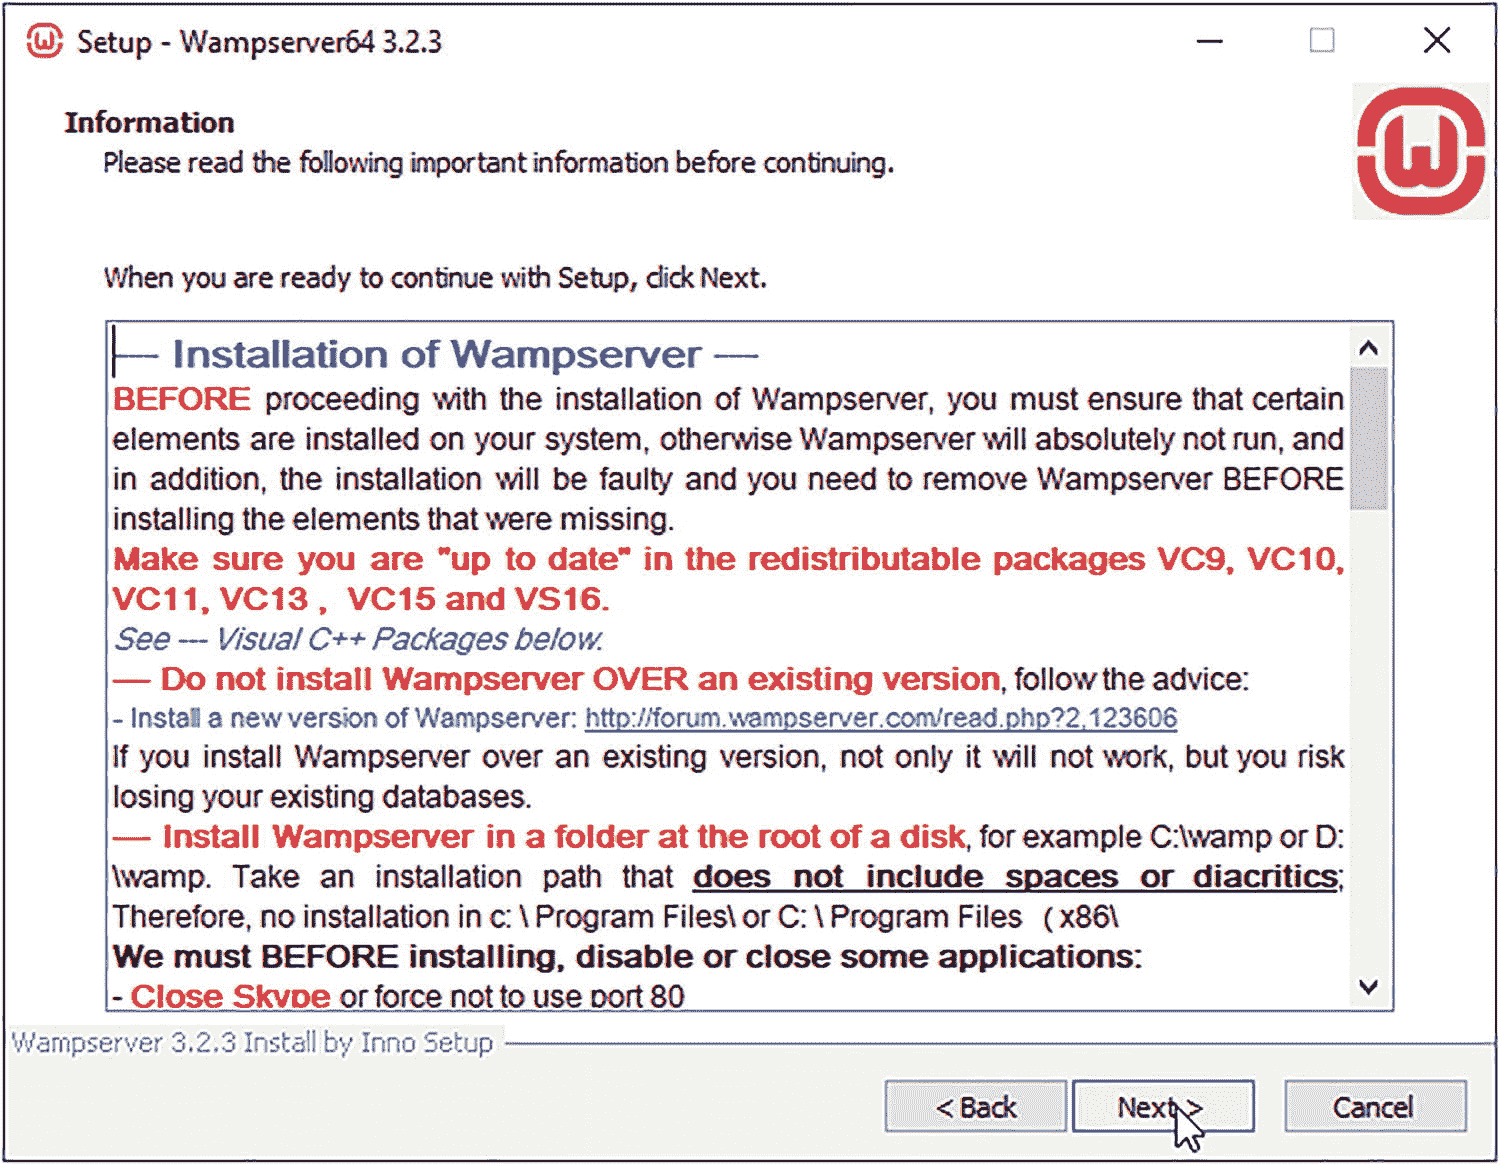 Setup - Wampserver64 3.2.3
Information
Please read the following important information before continuing.
When you are ready to continue with Setup, click Next.
— Installation of Wampserver —
BEFORE proceeding with the installation of Wampserver, you must ensure that certain
elements are installed on your system, otherwise Wampserver will absolutely not run, and
in addition, the installation will be faulty and you need to remove Wampserver BEFORE
installing the elements that were missing.
Make sure you are "up to date" in the redistributable packages VC9, VC10,
VC11, VC13 , VC15 and VS16.
See --- Visual C++ Packages below.
— Do not install Wampserver OVER an existing version, follow the advice:
- Install a new version of Wampserver: http://forum.wampserver.com/read.php?2,123606
If you install Wampserver over an existing version, not only it will not work, but you risk
losing your existing databases.
— Install Wampserver in a folder at the root of a disk, for example C:\wamp or D:
\wamp. Take an installation path that does not include spaces or diacritics;
Therefore, no installation in c: \ Program Files\ or C: \ Program Files ( x86\
We must BEFORE installing, disable or close some applications:
- Close Skype or force not to use port 80
Wampserver 3.2.3 Install by Inno Setup
< Back
Next >
Cancel